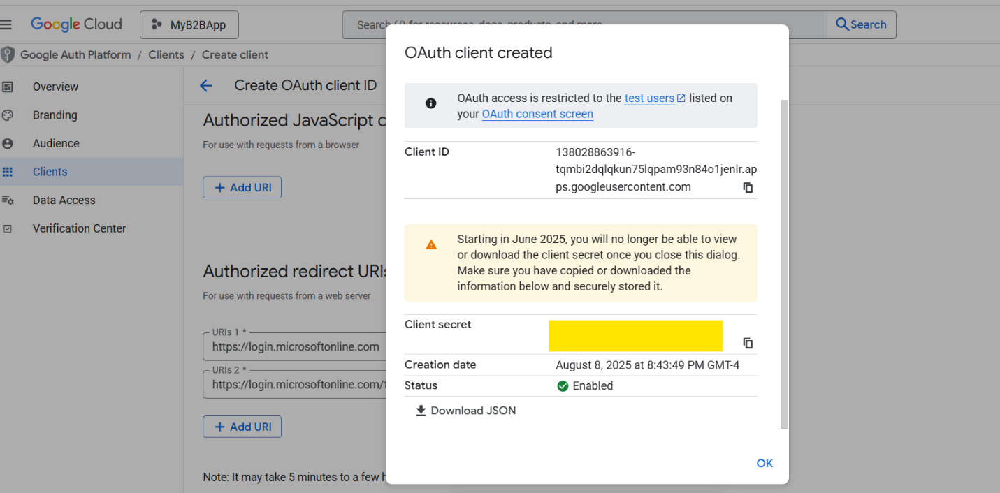 Google Cloud
MyB2BApp
Search (/) for resources, docs, products, and more
Search
Google Auth Platform / Clients / Create client
Overview
Branding
Audience
Clients
Data Access
Verification Center
Create OAuth client ID
Authorized JavaScript o
For use with requests from a browser
+ Add URI
Authorized redirect URIs
For use with requests from a web server
URIs 1 *
https://login.microsoftonline.com
URIs 2 *
https://login.microsoftonline.com/t
+ Add URI
Note: It may take 5 minutes to a few h
OAuth client created
OAuth access is restricted to the test users listed on
your OAuth consent screen
Client ID
138028863916-
tqmbi2dqlqkun75lqpam93n84o1jenlr.ap
ps.googleusercontent.com
Starting in June 2025, you will no longer be able to view
or download the client secret once you close this dialog.
Make sure you have copied or downloaded the
information below and securely stored it.
Client secret
Creation date
August 8, 2025 at 8:43:49 PM GMT-4
Status
Enabled
Download JSON
OK